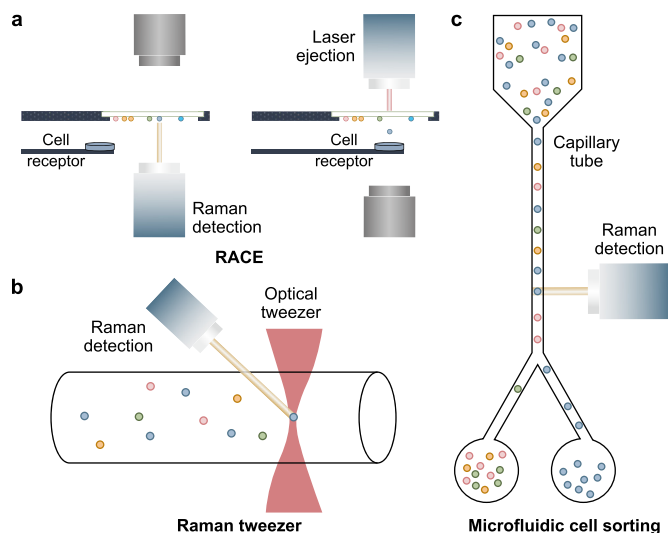 a
Laser
ejection
Cell
receptor
Raman
detection
Cell
receptor
RACE
b
Raman
detection
Optical
tweezer
Raman tweezer
c
Capillary
tube
Raman
detection
Microfluidic cell sorting